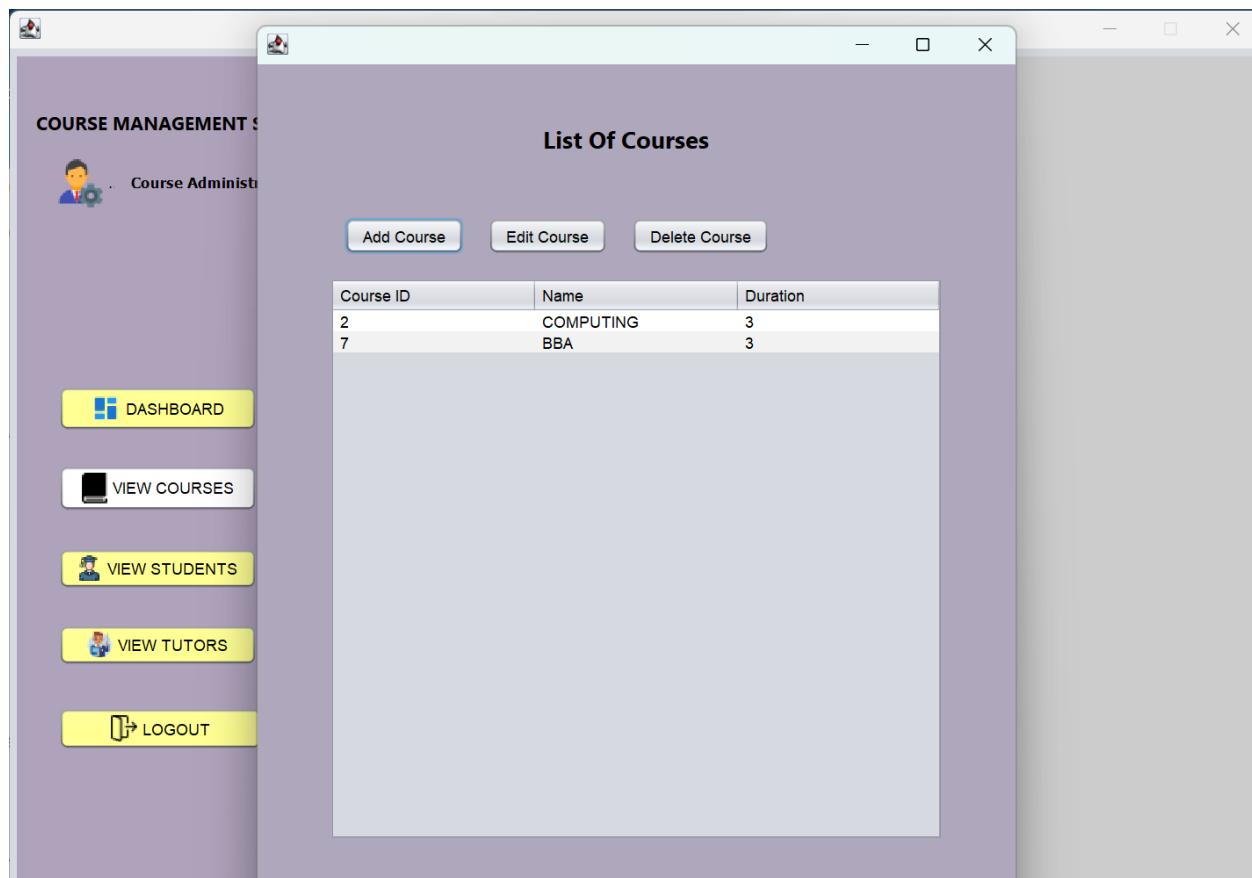 COURSE MANAGEMENT
. Course Administ
DASHBOARD
VIEW COURSES
VIEW STUDENTS
VIEW TUTORS
LOGOUT
List Of Courses
Add Course Edit Course Delete Course
Course ID Name Duration
2 COMPUTING 3
7 BBA 3